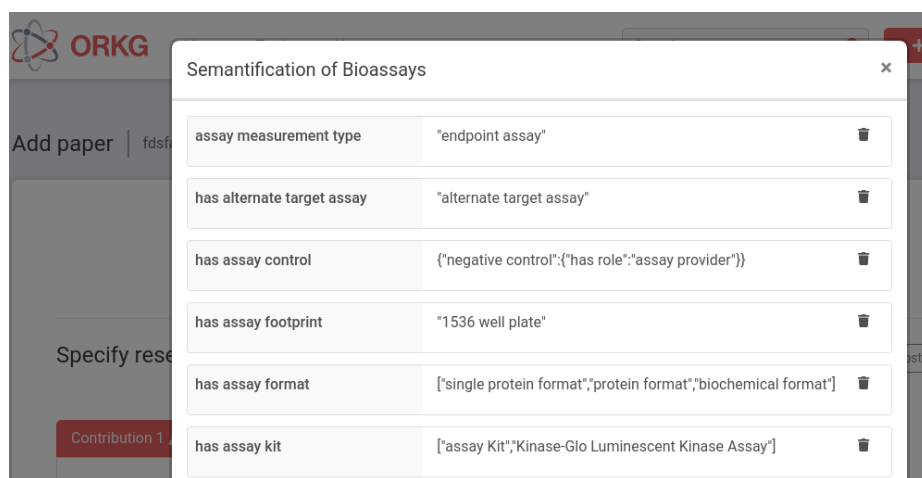 ORKG
Semantification of Bioassays
×
Add paper
assay measurement type "endpoint assay"
has alternate target assay "alternate target assay"
has assay control {"negative control":{"has role":"assay provider"}}
has assay footprint "1536 well plate"
Specify rese
has assay format ["single protein format","protein format","biochemical format"]
Contribution 1
has assay kit ["assay Kit","Kinase-Glo Luminescent Kinase Assay"]